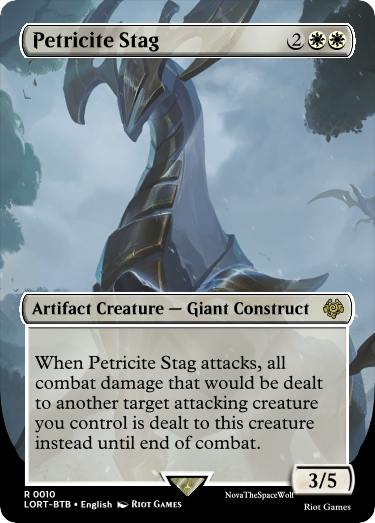 Petricite Stag 2
Artifact Creature — Giant Construct
When Petricite Stag attacks, all
combat damage that would be dealt
to another target attacking creature
you control is dealt to this creature
instead until end of combat.
3/5
R 0010
LORT-BTB • English RIOT GAMES
NovaTheSpaceWolf
Riot Games